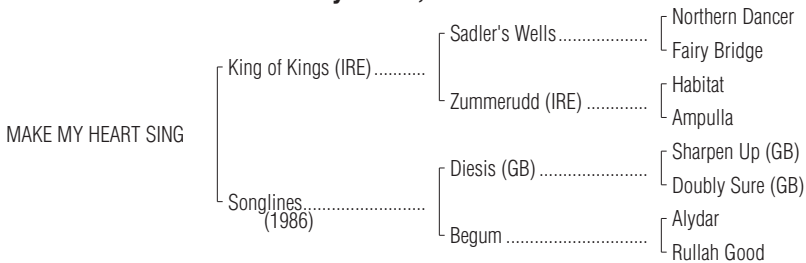 Northern Dancer
Sadler's Wells....................
Fairy Bridge
King of Kings (IRE)...........
Habitat
Zummerudd (IRE) .............
Ampulla
MAKE MY HEART SING
Sharpen Up (GB)
Diesis (GB) ........................
Doubly Sure (GB)
Songlines..........................
(1986)
Alydar
Begum ................................
Rullah Good